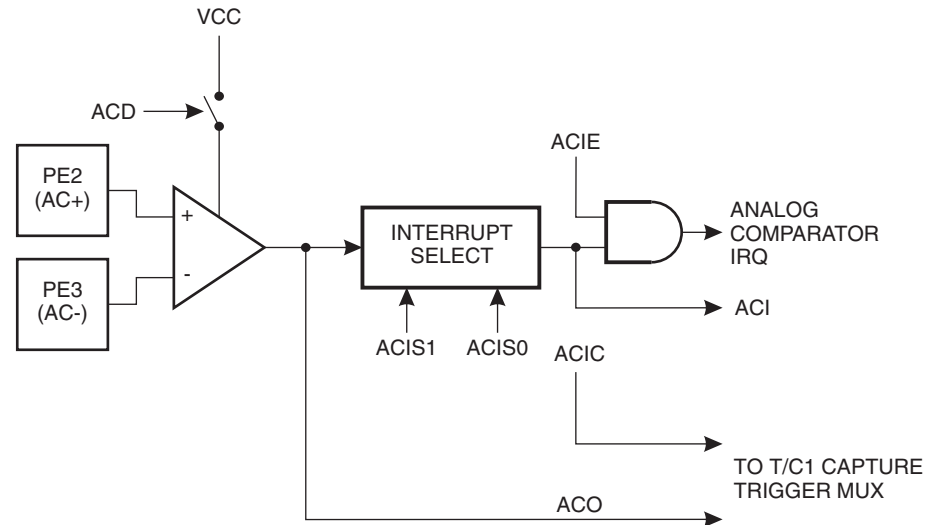 VCC
ACD
PE2
(AC+)
+
PE3
(AC-)
-
INTERRUPT
SELECT
ACIS1
ACIS0
ACIE
ANALOG
COMPARATOR
IRQ
ACI
ACIC
TO T/C1 CAPTURE
TRIGGER MUX
ACO